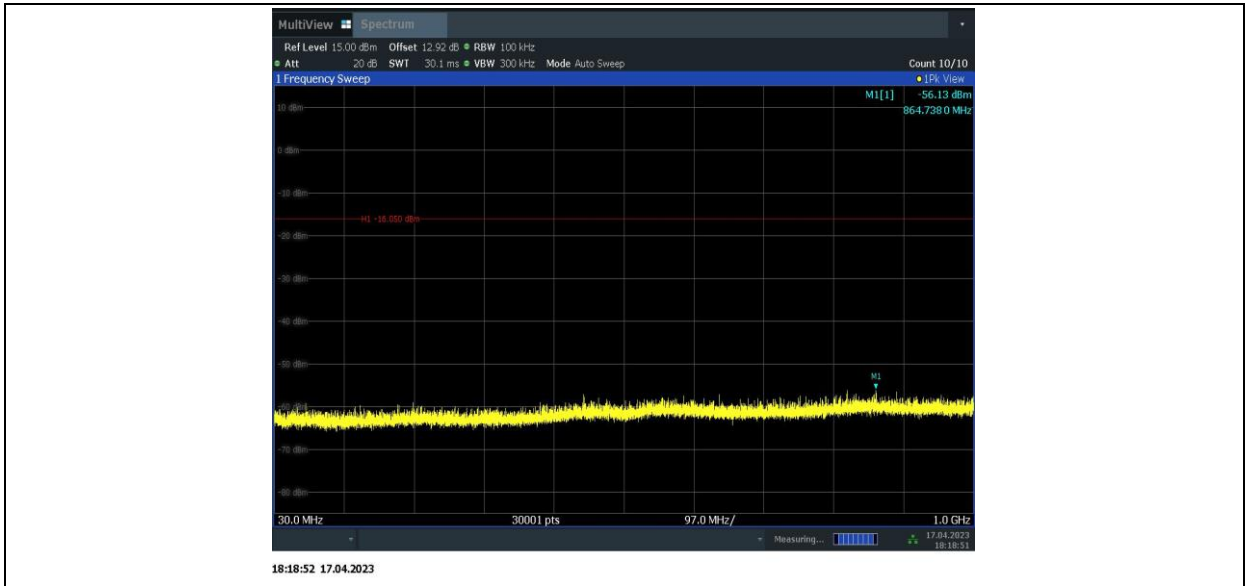 MultiView Spectrum
Ref Level 15.00 dBm Offset 12.92 dB RBW 100 kHz
Att 20 dB SWT 30.1 ms VBW 300 kHz Mode Auto Sweep Count 10/10
1 Frequency Sweep 1Pk View
M1[1] -56.13 dBm
864.7380 MHz
10 dBm
0 dBm
-10 dBm
H1 -16.050 dBm
-20 dBm
-30 dBm
-40 dBm
-50 dBm
M1
-60 dBm
-70 dBm
-80 dBm
30.0 MHz 30001 pts 97.0 MHz/ 1.0 GHz
Measuring... 17.04.2023
18:18:51
18:18:52 17.04.2023